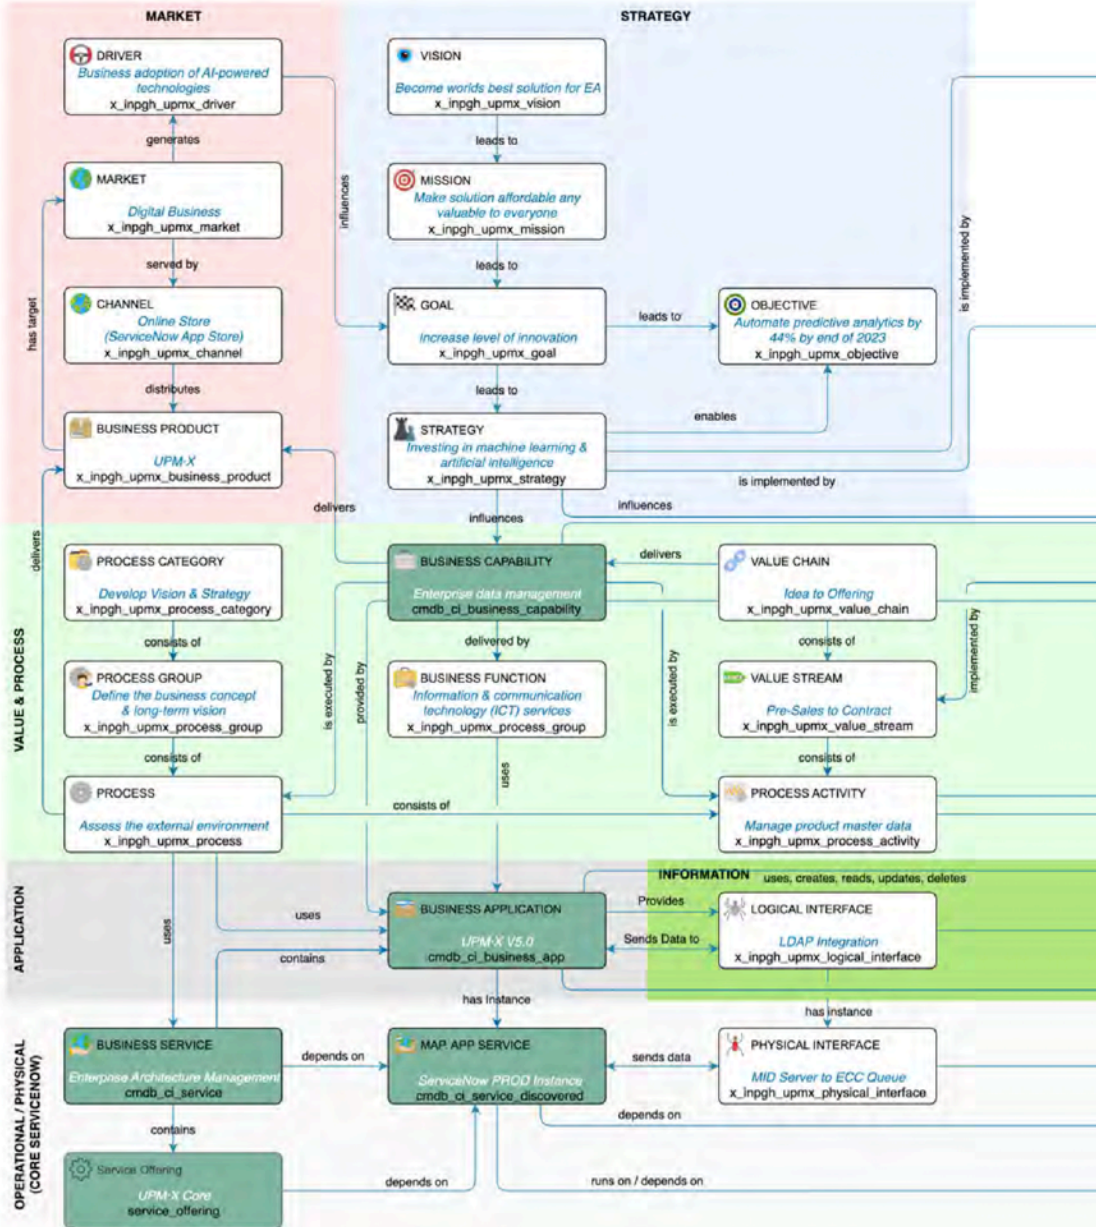 MARKET
STRATEGY
DRIVER
Business adoption of AI-powered
technologies
x_inpgh_upmx_driver
VISION
Become worlds best solution for EA
x_inpgh_upmx_vision
generates
leads to
MARKET
Digital Business
x_inpgh_upmx_market
MISSION
Make solution affordable any
valuable to everyone
x_inpgh_upmx_mission
influences
is implemented by
served by
leads to
has target
CHANNEL
Online Store
(ServiceNow App Store)
x_inpgh_upmx_channel
GOAL
Increase level of innovation
x_inpgh_upmx_goal
leads to
OBJECTIVE
Automate predictive analytics by
44% by end of 2023
x_inpgh_upmx_objective
distributes
leads to
enables
BUSINESS PRODUCT
UPM-X
x_inpgh_upmx_business_product
STRATEGY
Investing in machine learning &
artificial intelligence
x_inpgh_upmx_strategy
is implemented by
delivers
delivers
influences
influences
VALUE & PROCESS
PROCESS CATEGORY
Develop Vision & Strategy
x_inpgh_upmx_process_category
BUSINESS CAPABILITY
Enterprise data management
cmdb_ci_business_capability
delivers
VALUE CHAIN
Idea to Offering
x_inpgh_upmx_value_chain
consists of
delivered by
consists of
is executed by
provided by
is executed by
implemented by
PROCESS GROUP
Define the business concept
& long-term vision
x_inpgh_upmx_process_group
BUSINESS FUNCTION
Information & communication
technology (ICT) services
x_inpgh_upmx_process_group
VALUE STREAM
Pre-Sales to Contract
x_inpgh_upmx_value_stream
consists of
uses
consists of
PROCESS
Assess the external environment
x_inpgh_upmx_process
consists of
PROCESS ACTIVITY
Manage product master data
x_inpgh_upmx_process_activity
APPLICATION
INFORMATION
uses, creates, reads, updates, deletes
uses
uses
contains
BUSINESS APPLICATION
UPM-X V5.0
cmdb_ci_business_app
Provides
Sends Data to
LOGICAL INTERFACE
LDAP Integration
x_inpgh_upmx_logical_interface
has Instance
has instance
OPERATIONAL / PHYSICAL
(CORE SERVICENOW)
BUSINESS SERVICE
Enterprise Architecture Management
cmdb_ci_service
depends on
MAP APP SERVICE
ServiceNow PROD Instance
cmdb_ci_service_discovered
sends data
PHYSICAL INTERFACE
MID Server to ECC Queue
x_inpgh_upmx_physical_interface
contains
depends on
Service Offering
UPM-X Core
service_offering
depends on
runs on / depends on